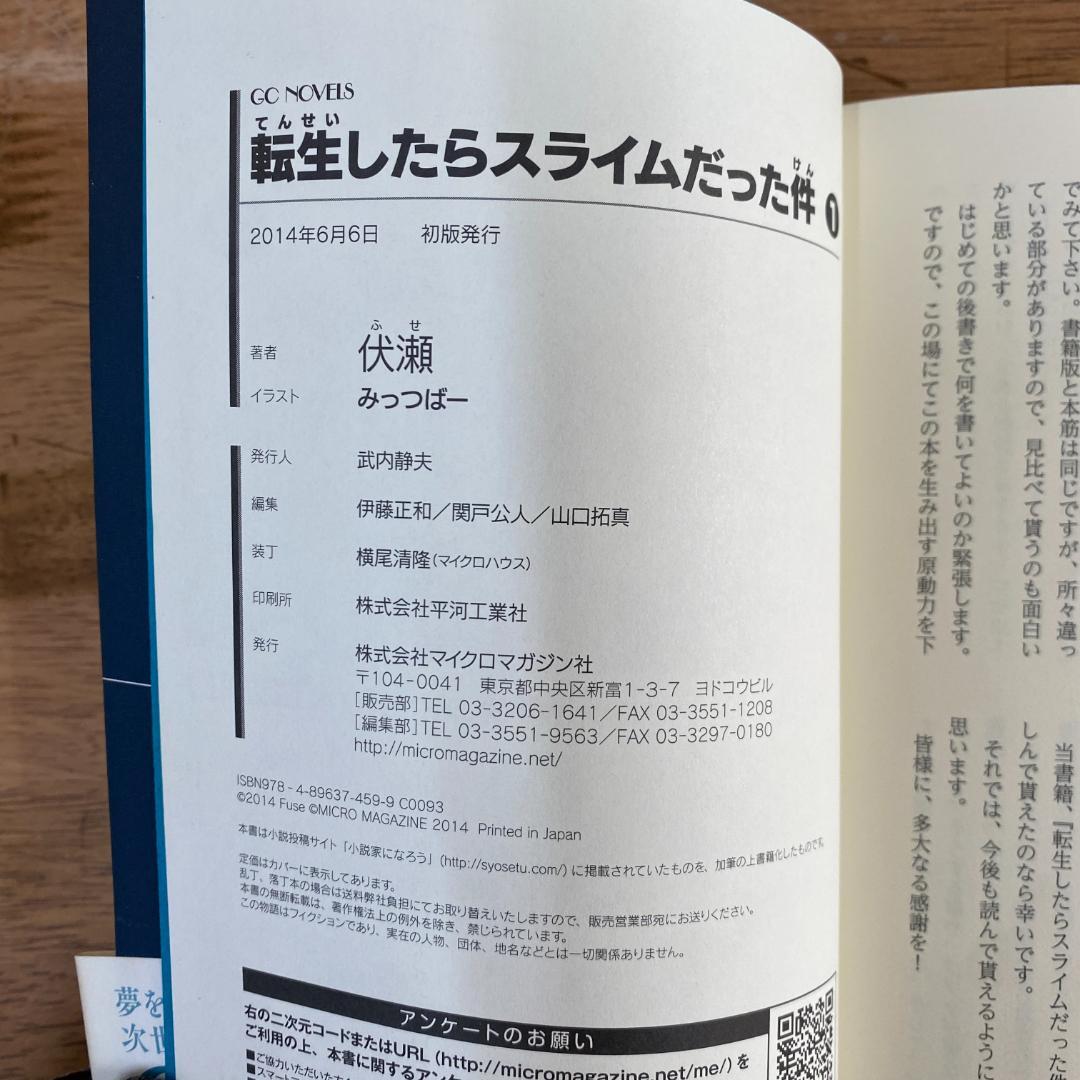 GC NOVELS
てんせい
けん
転生したらスライムだった件 ❶
2014年6月6日 初版発行
ふせ
著者 伏瀬
イラスト みっつばー
発行人 武内静夫
編集 伊藤正和／関戸公人／山口拓真
装丁 横尾清隆(マイクロハウス)
印刷所 株式会社平河工業社
発行 株式会社マイクロマガジン社
〒104-0041 東京都中央区新富1-3-7 ヨドコウビル
[販売部]TEL 03-3206-1641／FAX 03-3551-1208
[編集部]TEL 03-3551-9563／FAX 03-3297-0180
http://micromagazine.net/
ISBN978-4-89637-459-9 C0093
©2014 Fuse ©MICRO MAGAZINE 2014 Printed in Japan
本書は小説投稿サイト「小説家になろう」(http://syosetu.com/)に掲載されていたものを、加筆の上書籍化したものです。
定価はカバーに表示してあります。
乱丁、落丁本の場合は送料弊社負担にてお取り替えいたしますので、販売営業部宛にお送りください。
本書の無断転載は、著作権法上の例外を除き、禁じられています。
この物語はフィクションであり、実在の人物、団体、地名などとは一切関係ありません。
アンケートのお願い
右の二次元コードまたはURL(http://micromagazine.net/me/)を
ご利用の上、本書に関するアンケ
■ご協力いただいた
■スマート
でみて下さい。書籍版と本筋は同じですが、所々違っ
ている部分がありますので、見比べて貰うのも面白い
かと思います。
はじめての後書きで何を書いてよいのか緊張します。
ですので、この場にてこの本を生み出す原動力を下
当書籍、『転生したらスライムだった件
しんで貰えたのなら幸いです。
それでは、今後も読んで貰えるように
思います。
皆様に、多大なる感謝を！
夢を
次世